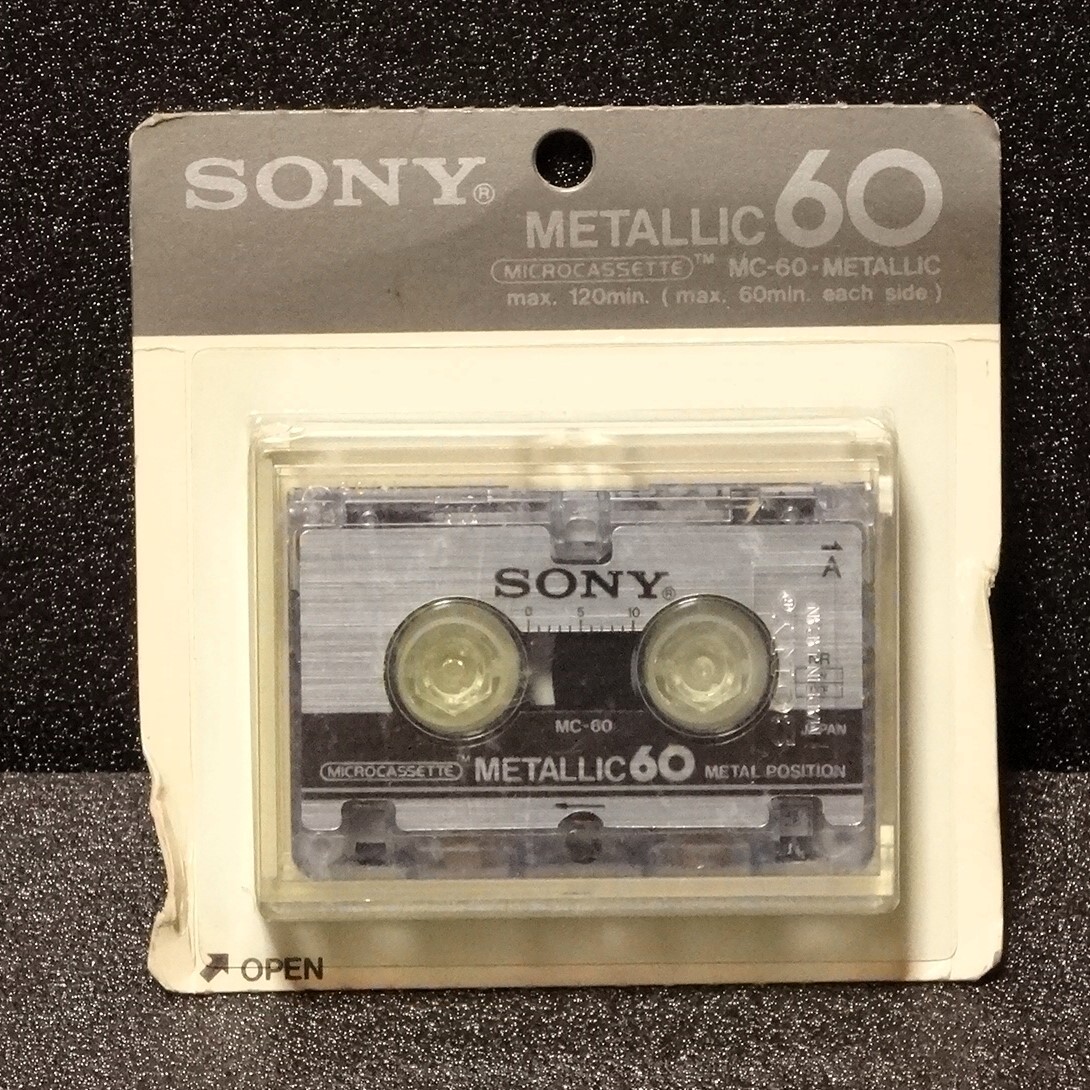 SONY®
METALLIC 60
MICROCASSETTE™ MC-60·METALLIC
max. 120min. (max. 60min. each side)
A
SONY®
0 5 10
MC-60
JAPAN
MICROCASSETTE™ METALLIC 60 METAL POSITION
OPEN